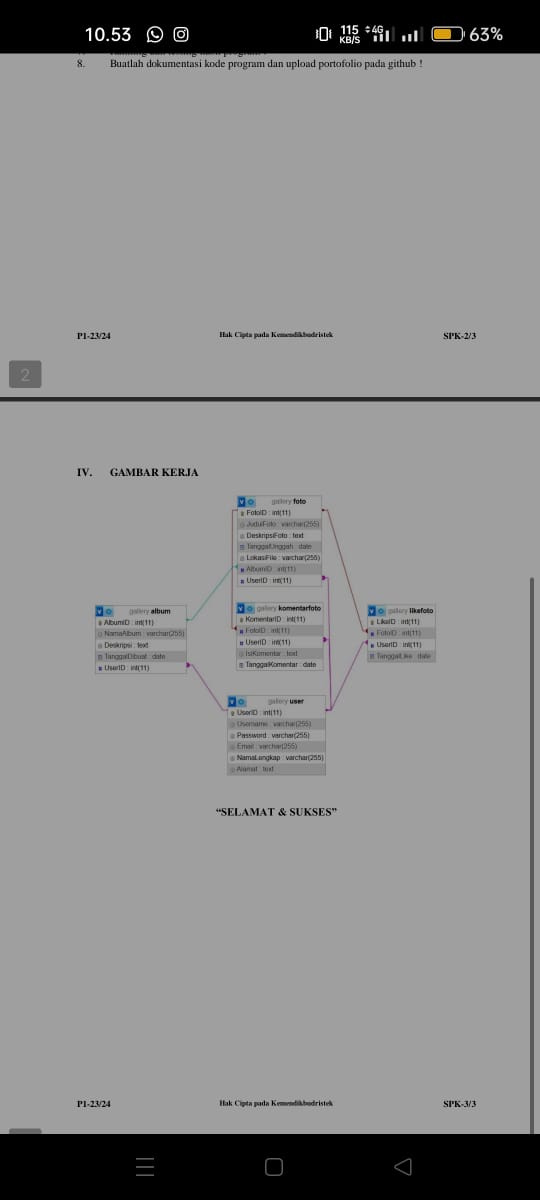 10.53
115 KB/S 4G 63%
8. Buatlah dokumentasi kode program dan upload portofolio pada github !
P1-23/24 Hak Cipta pada Kemendikbudristek SPK-2/3
2
IV. GAMBAR KERJA
gallery foto
FotoID : int(11)
JudulFoto : varchar(255)
DeskripsiFoto : text
TanggalUnggah : date
LokasiFile : varchar(255)
AlbumID : int(11)
UserID : int(11)
gallery album
AlbumID : int(11)
NamaAlbum : varchar(255)
Deskripsi : text
TanggalDibuat : date
UserID : int(11)
gallery komentarfoto
KomentarID : int(11)
FotoID : int(11)
UserID : int(11)
IsiKomentar : text
TanggalKomentar : date
gallery likefoto
LikeID : int(11)
FotoID : int(11)
UserID : int(11)
TanggalLike : date
gallery user
UserID : int(11)
Username : varchar(255)
Password : varchar(255)
Email : varchar(255)
NamaLengkap : varchar(255)
Alamat : text
“SELAMAT & SUKSES”
P1-23/24 Hak Cipta pada Kemendikbudristek SPK-3/3